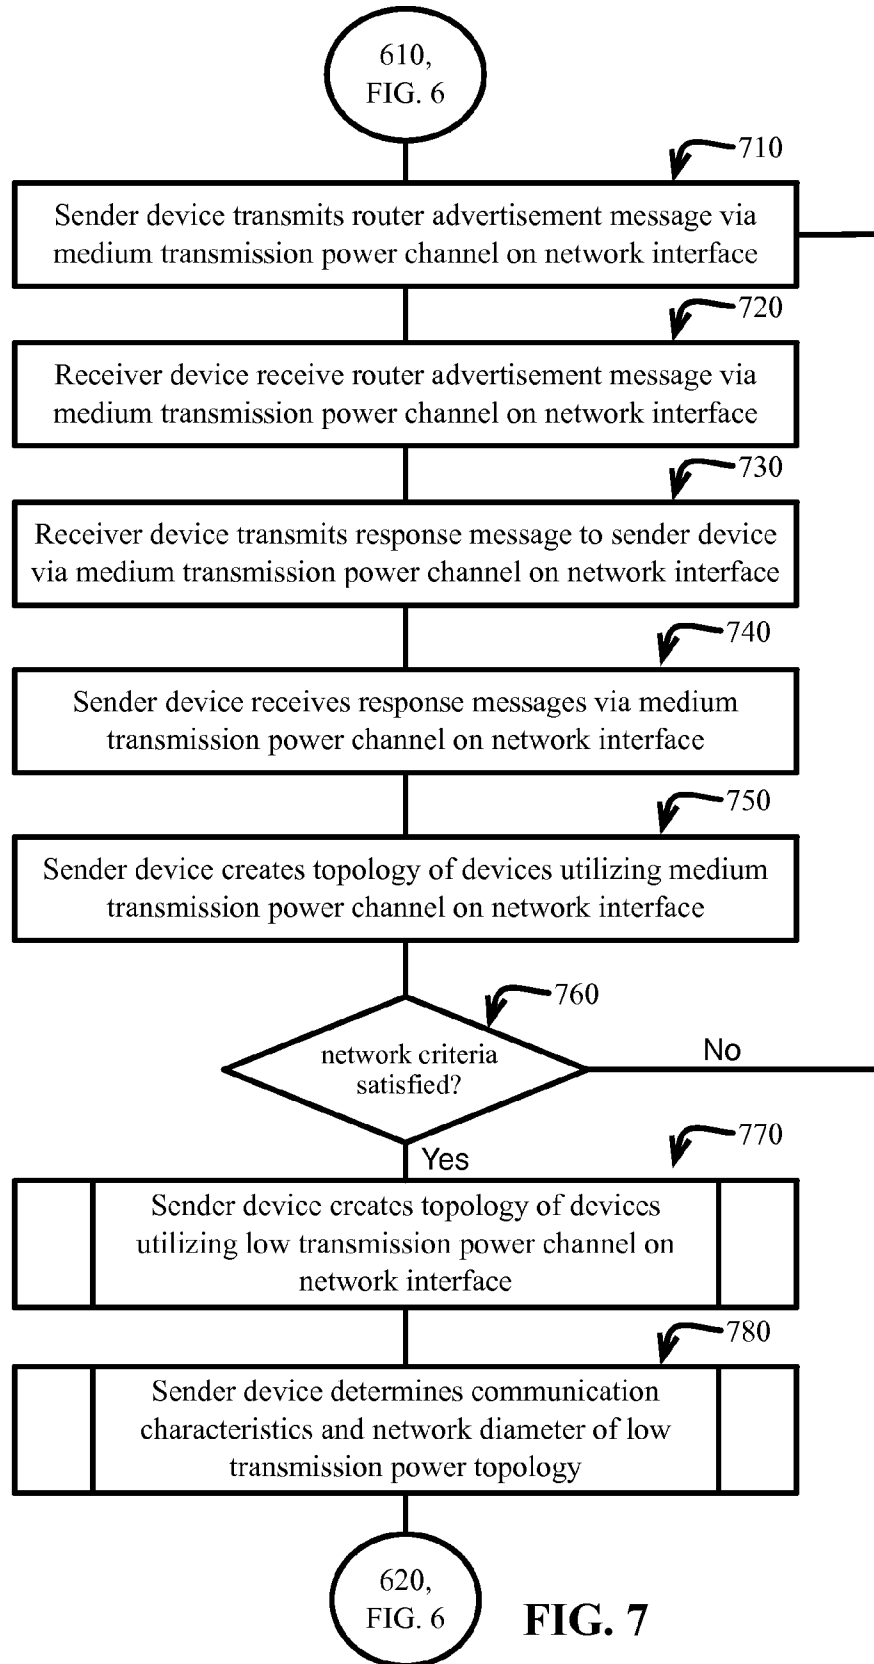 610,
FIG. 6
710
Sender device transmits router advertisement message via
medium transmission power channel on network interface
720
Receiver device receive router advertisement message via
medium transmission power channel on network interface
730
Receiver device transmits response message to sender device
via medium transmission power channel on network interface
740
Sender device receives response messages via medium
transmission power channel on network interface
750
Sender device creates topology of devices utilizing medium
transmission power channel on network interface
760
network criteria
satisfied?
No
Yes
770
Sender device creates topology of devices
utilizing low transmission power channel on
network interface
780
Sender device determines communication
characteristics and network diameter of low
transmission power topology
620,
FIG. 6
FIG. 7